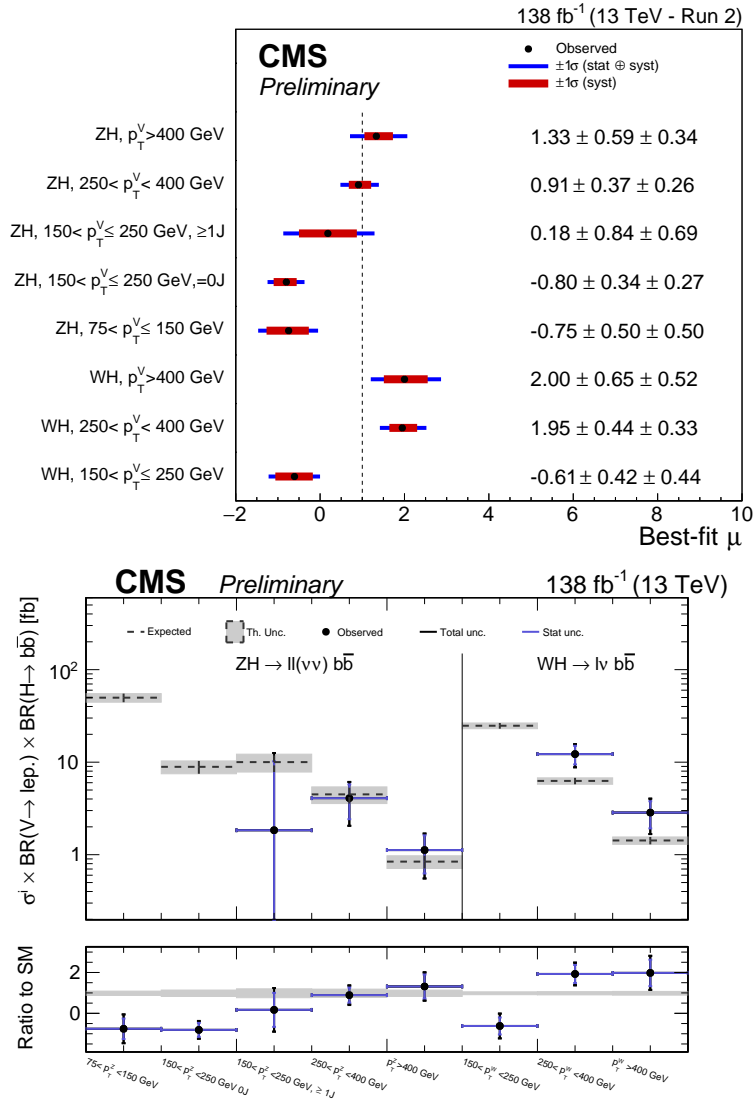 138 fb⁻¹ (13 TeV - Run 2)
CMS
Preliminary
Observed
±1σ (stat ⊕ syst)
±1σ (syst)
ZH, p_T^V>400 GeV 1.33 ± 0.59 ± 0.34
ZH, 250< p_T^V< 400 GeV 0.91 ± 0.37 ± 0.26
ZH, 150< p_T^V≤ 250 GeV, ≥1J 0.18 ± 0.84 ± 0.69
ZH, 150< p_T^V≤ 250 GeV,=0J -0.80 ± 0.34 ± 0.27
ZH, 75< p_T^V≤ 150 GeV -0.75 ± 0.50 ± 0.50
WH, p_T^V>400 GeV 2.00 ± 0.65 ± 0.52
WH, 250< p_T^V< 400 GeV 1.95 ± 0.44 ± 0.33
WH, 150< p_T^V≤ 250 GeV -0.61 ± 0.42 ± 0.44
−2 0 2 4 6 8 10
Best-fit μ
CMS Preliminary 138 fb⁻¹ (13 TeV)
σⁱ × BR(V→ lep.) × BR(H→ bb̅) [fb]
Expected Th. Unc. Observed Total unc. Stat unc.
ZH → ll(νν) bb̅ WH → lν bb̅
10²
10
1
Ratio to SM
2
0
75< p_T^Z <150 GeV
150< p_T^Z <250 GeV 0J
150< p_T^Z <250 GeV, ≥ 1J
250< p_T^Z <400 GeV
p_T^Z >400 GeV
150< p_T^W <250 GeV
250< p_T^W <400 GeV
p_T^W >400 GeV